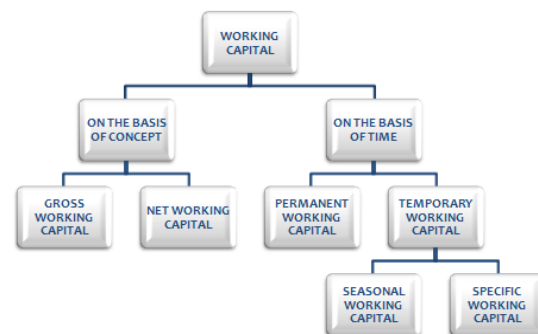 WORKING
CAPITAL
ON THE BASIS
OF CONCEPT
ON THE BASIS
OF TIME
GROSS
WORKING
CAPITAL
NET WORKING
CAPITAL
PERMANENT
WORKING
CAPITAL
TEMPORARY
WORKING
CAPITAL
SEASONAL
WORKING
CAPITAL
SPECIFIC
WORKING
CAPITAL